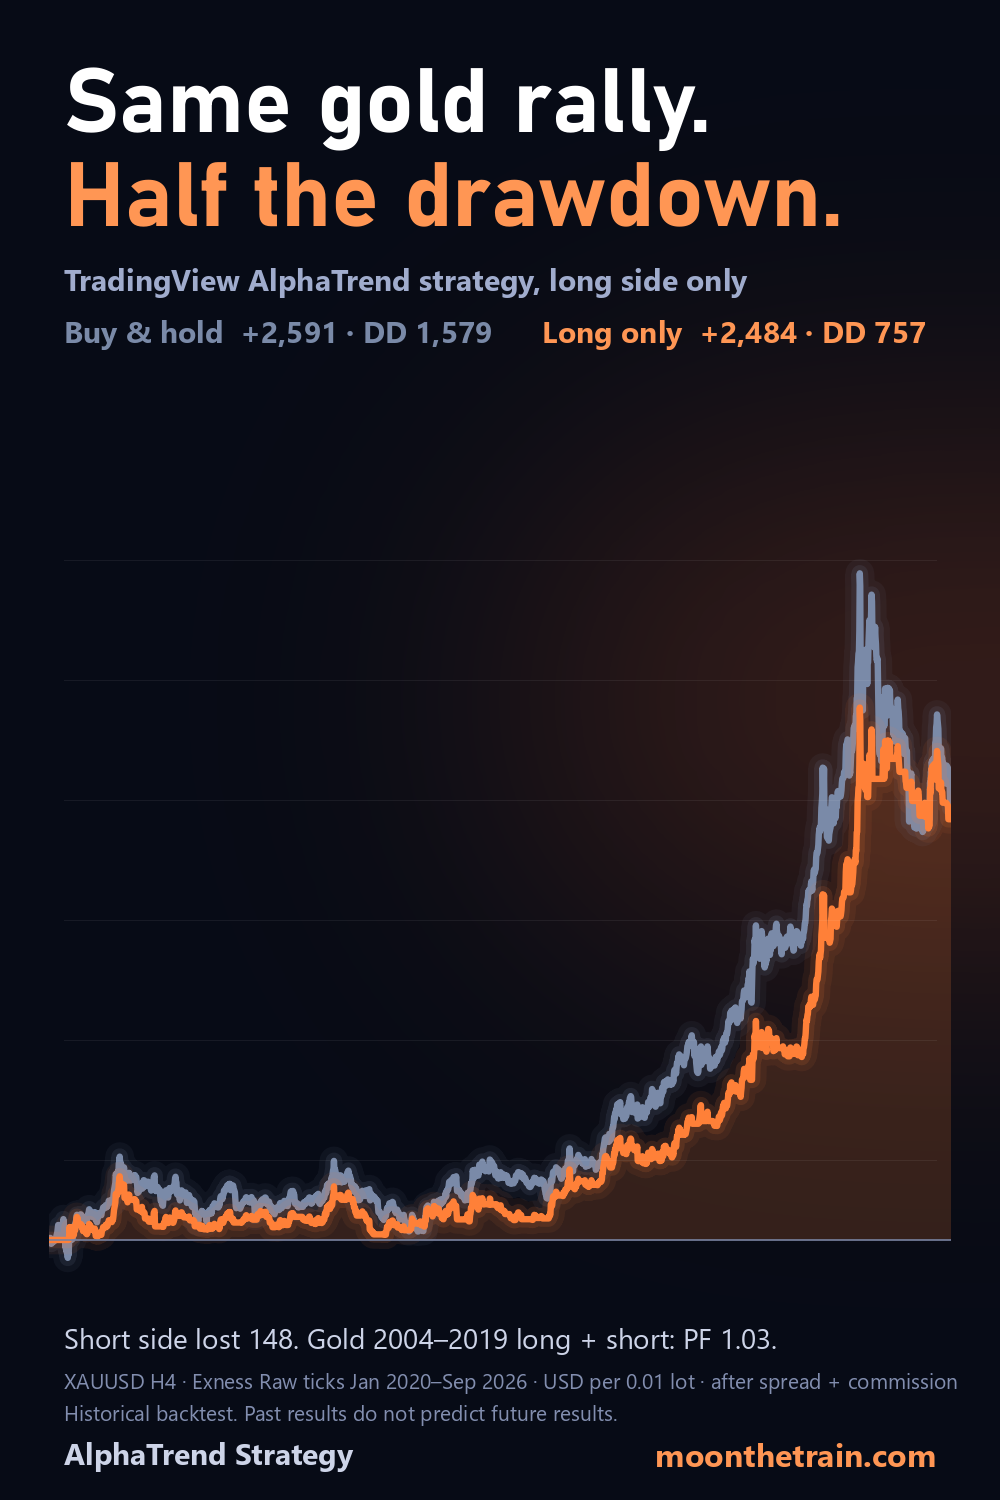 Same gold rally.
Half the drawdown.
TradingView AlphaTrend strategy, long side only
Buy & hold +2,591 · DD 1,579 Long only +2,484 · DD 757
Short side lost 148. Gold 2004–2019 long + short: PF 1.03.
XAUUSD H4 · Exness Raw ticks Jan 2020–Sep 2026 · USD per 0.01 lot · after spread + commission
Historical backtest. Past results do not predict future results.
AlphaTrend Strategy moonthetrain.com